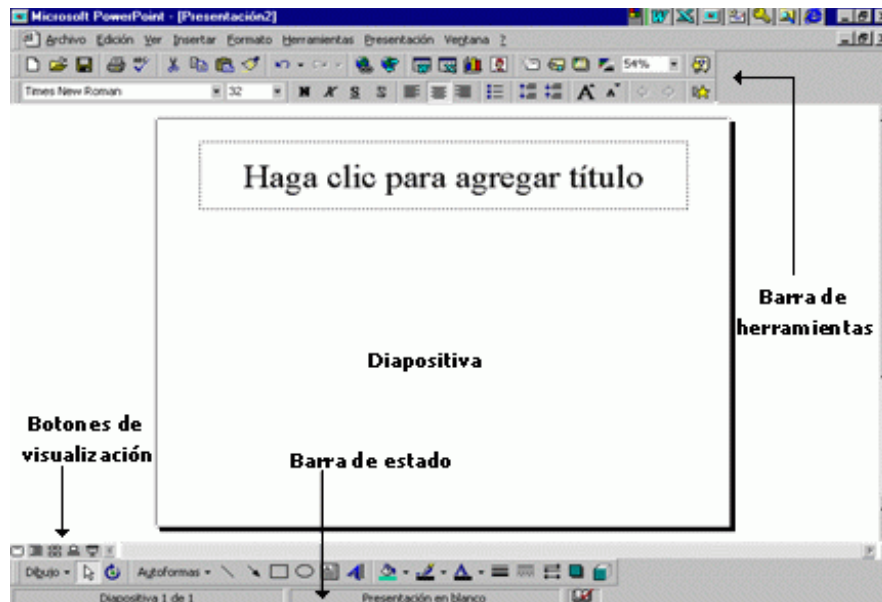 Microsoft PowerPoint - [Presentación2]
Archivo Edición Ver Insertar Formato Herramientas Presentación Ventana ?
54%
Times New Roman 32 N K S S
Haga clic para agregar título
Barra de
herramientas
Diapositiva
Botones de
visualización
Barra de estado
Dibujo Autoformas
Diapositiva 1 de 1 Presentación en blanco